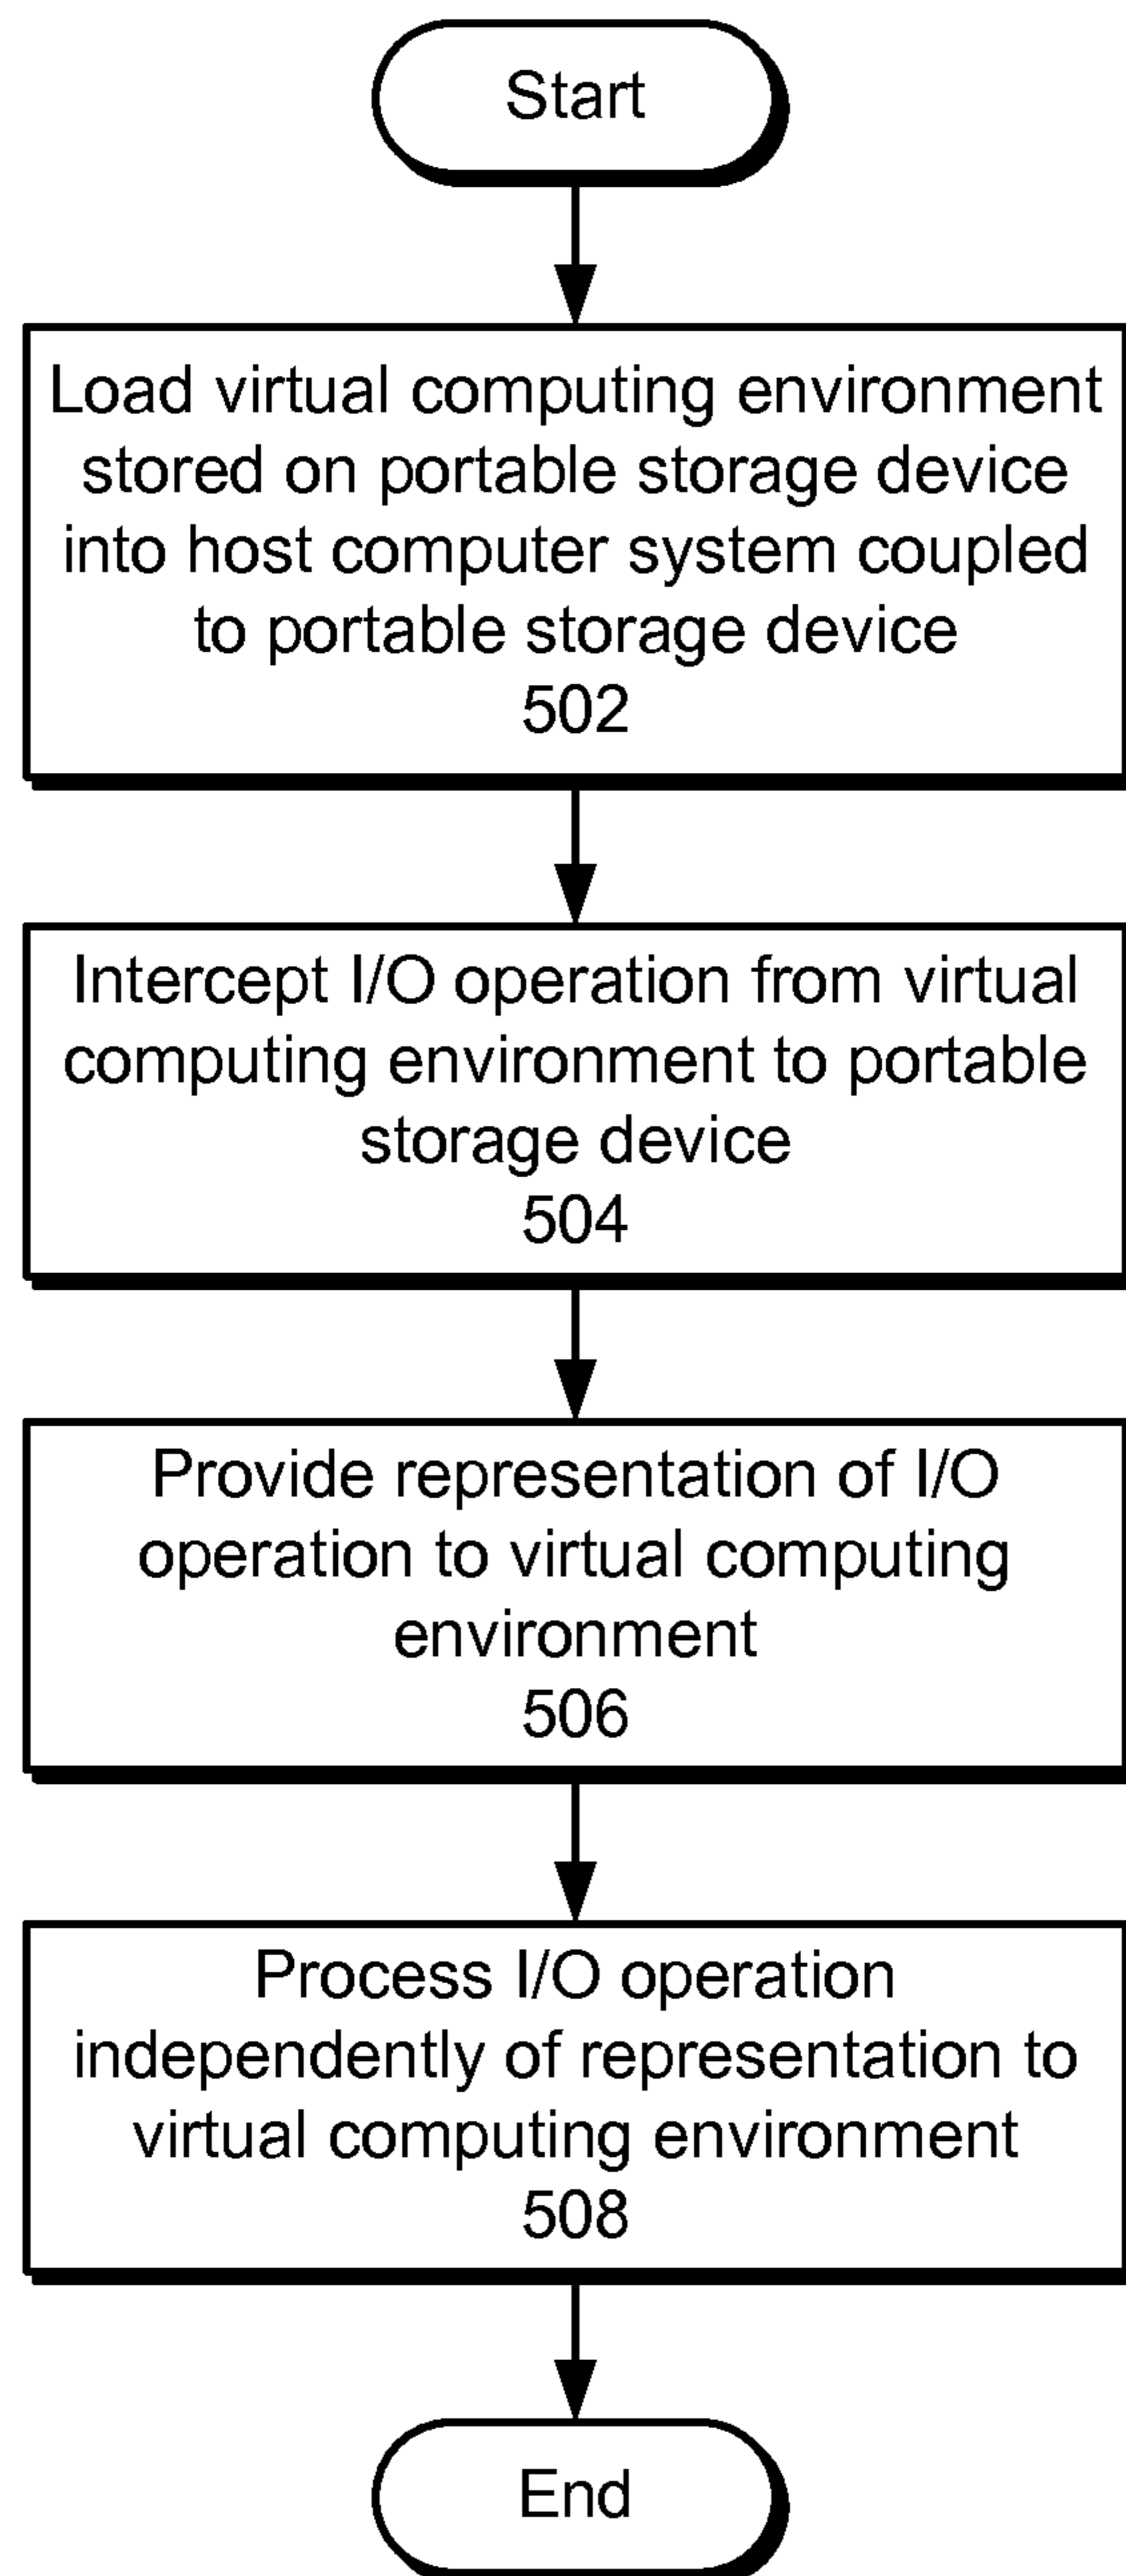 Start
Load virtual computing environment
stored on portable storage device
into host computer system coupled
to portable storage device
502
Intercept I/O operation from virtual
computing environment to portable
storage device
504
Provide representation of I/O
operation to virtual computing
environment
506
Process I/O operation
independently of representation to
virtual computing environment
508
End